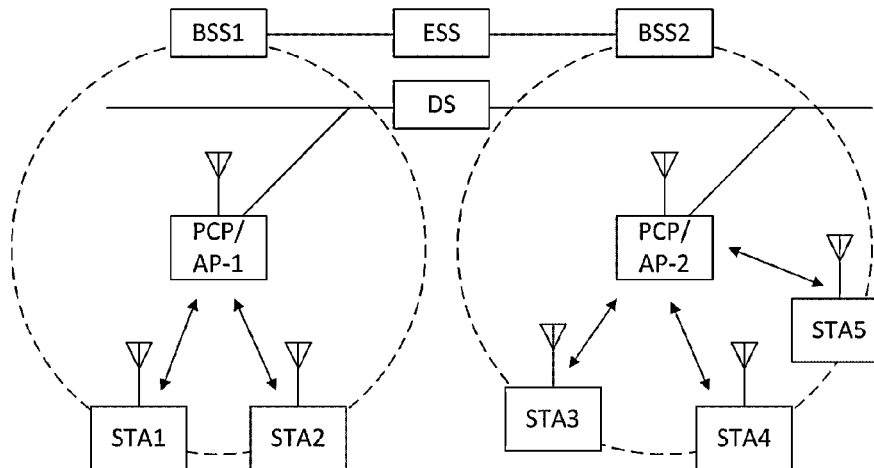 BSS1
ESS
BSS2
DS
PCP/
AP-1
PCP/
AP-2
STA5
STA3
STA1
STA2
STA4